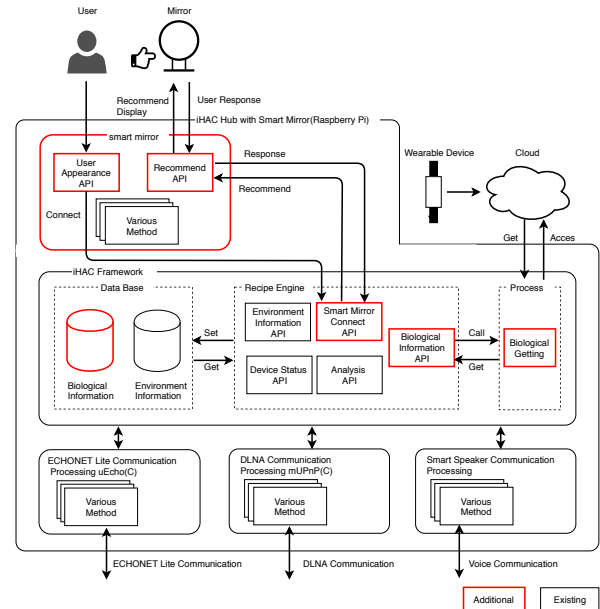 User
Mirror
Recommend
Display
User Response
iHAC Hub with Smart Mirror(Raspberry Pi)
smart mirror
User
Appearance
API
Recommend
API
Response
Recommend
Connect
Various
Method
Wearable Device
Cloud
Get
Acces
iHAC Framework
Data Base
Recipe Engine
Process
Environment
Information
API
Smart Mirror
Connect
API
Biological
Information
API
Set
Get
Call
Get
Biological
Getting
Device Status
API
Analysis
API
Biological
Information
Environment
Information
ECHONET Lite Communication
Processing uEcho(C)
Various
Method
DLNA Communication
Processing mUPnP(C)
Various
Method
Smart Speaker Communication
Processing
Various
Method
ECHONET Lite Communication
DLNA Communication
Voice Communication
Additional
Existing